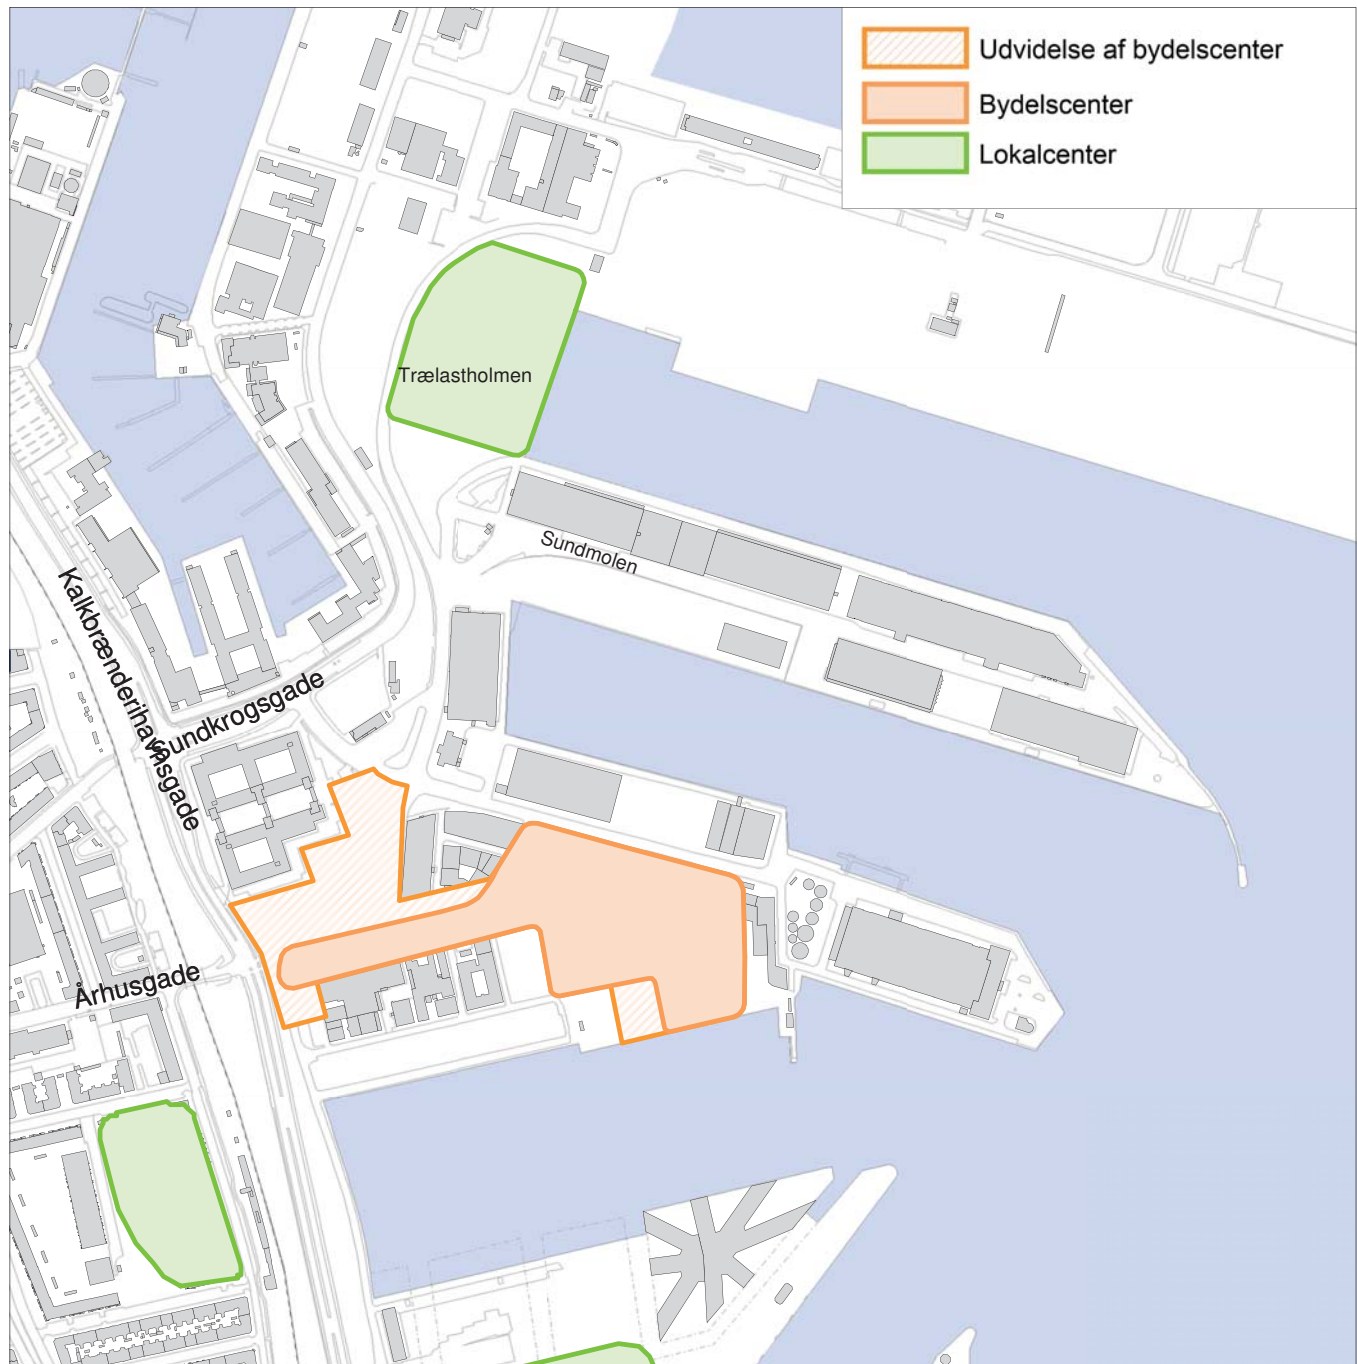 Udvidelse af bydelscenter
Bydelscenter
Lokalcenter
Trælastholmen
Sundmolen
Kalkbrænderihavnsgade
Sundkrogsgade
Århusgade